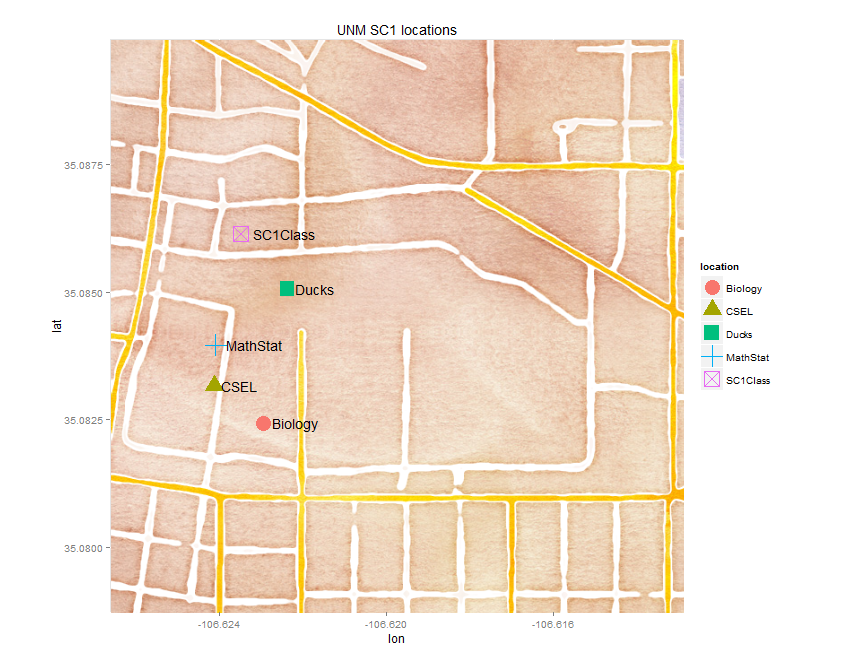 UNM SC1 locations
35.0875
35.0850
35.0825
35.0800
lat
SC1Class
Ducks
MathStat
CSEL
Biology
-106.624
-106.620
-106.616
lon
location
Biology
CSEL
Ducks
MathStat
SC1Class